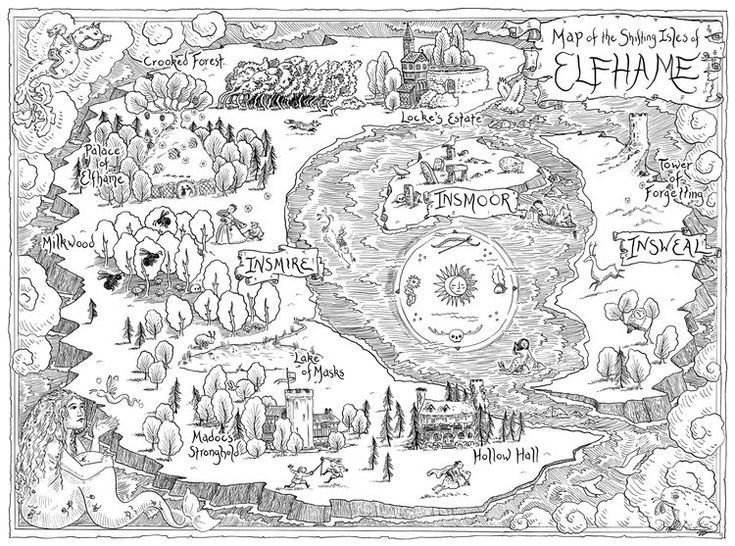 Map of the Shifting Isles of
ELFHAME
Crooked Forest
Locke's Estate
Palace
of
Elfhame
Tower
of
Forgetting
INSMOOR
Milkwood
INSMIRE
INSWEAL
Lake
of Masks
Madoc's
Stronghold
Hollow Hall